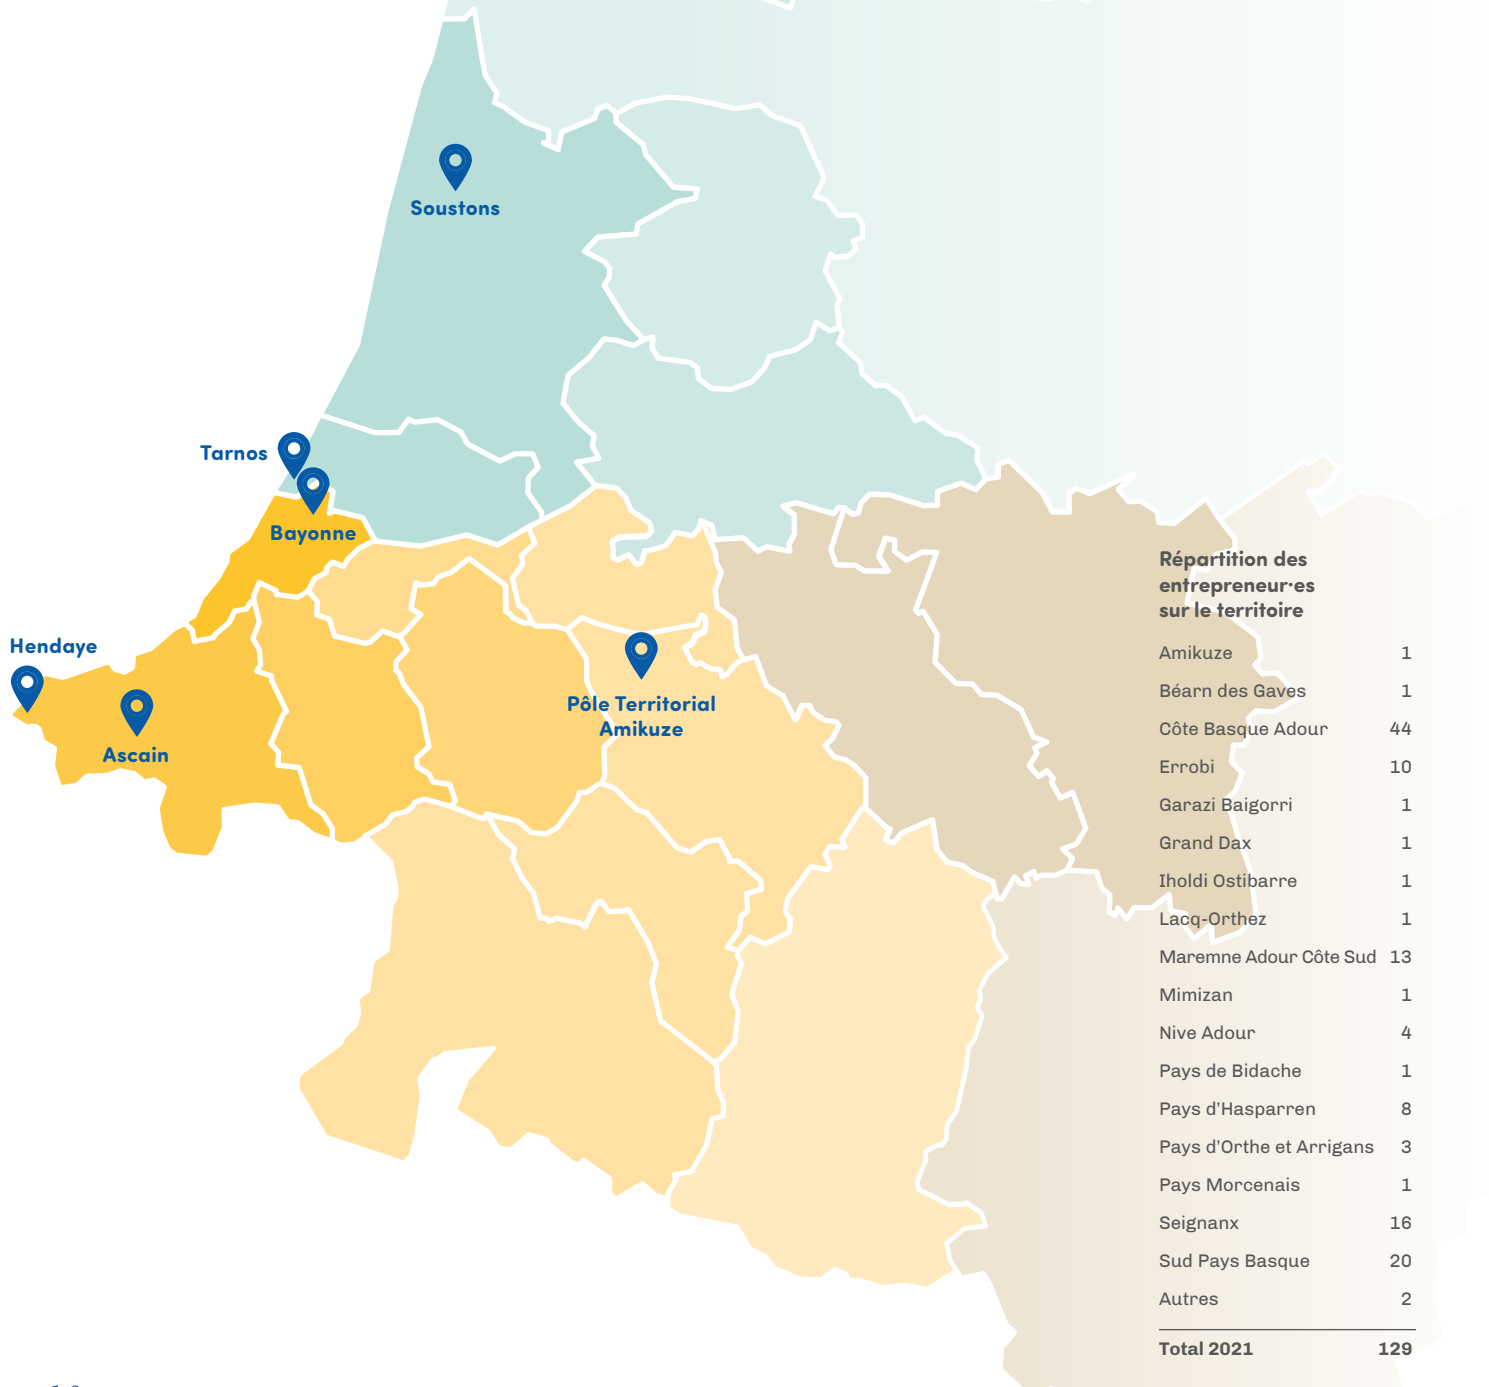 Soustons
Tarnos
Bayonne
Hendaye
Ascain
Pôle Territorial
Amikuze
Répartition des
entrepreneur·es
sur le territoire
Amikuze 1
Béarn des Gaves 1
Côte Basque Adour 44
Errobi 10
Garazi Baigorri 1
Grand Dax 1
Iholdi Ostibarre 1
Lacq-Orthez 1
Maremne Adour Côte Sud 13
Mimizan 1
Nive Adour 4
Pays de Bidache 1
Pays d'Hasparren 8
Pays d'Orthe et Arrigans 3
Pays Morcenais 1
Seignanx 16
Sud Pays Basque 20
Autres 2
Total 2021 129